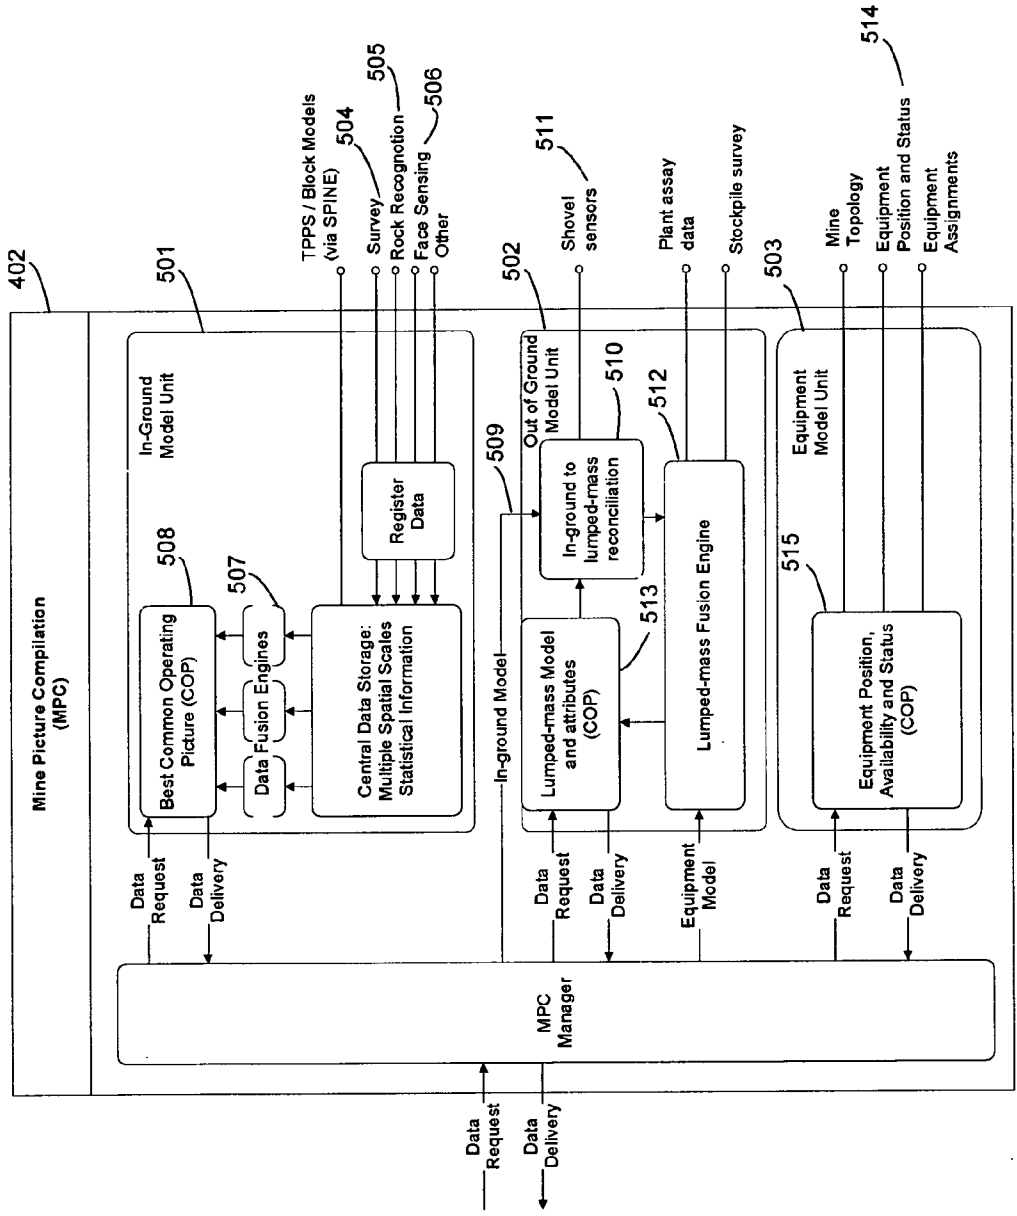 Mine Picture Compilation
(MPC)
402
In-Ground
Model Unit
501
TPPS / Block Models
(via SPINE)
504
Survey
505
Rock Recognotion
506
Face Sensing
Other
Register
Data
508
Best Common Operating
Picture (COP)
507
Data Fusion Engines
Central Data Storage:
Multiple Spatial Scales
Statistical Information
Data
Request
Data
Delivery
In-ground Model
509
Out of Ground
Model Unit
502
511
Shovel
sensors
510
In-ground to
lumped-mass
reconciliation
512
Plant assay
data
Stockpile survey
513
Lumped-mass Model
and attributes
(COP)
Lumped-mass Fusion Engine
Data
Request
Data
Delivery
Equipment
Model
503
Equipment
Model Unit
514
Mine
Topology
Equipment
Position and Status
Equipment
Assignments
515
Equipment Position,
Availability and Status
(COP)
Data
Request
Data
Delivery
MPC
Manager
Data
Request
Data
Delivery